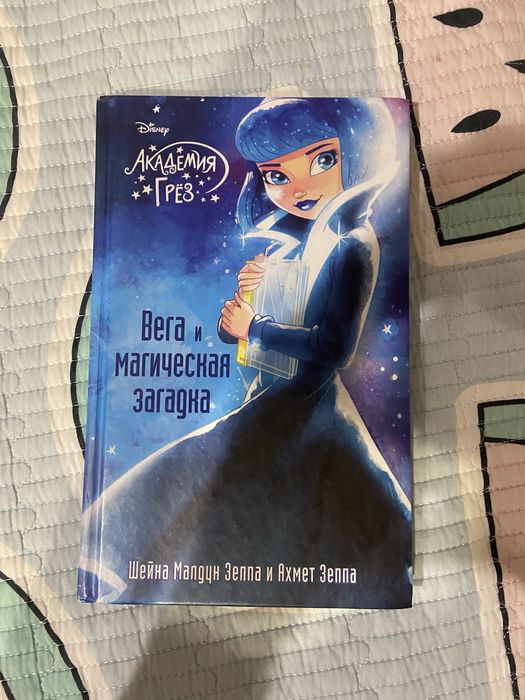 Disney
Академия
Грёз
Вега и
магическая
загадка
Шейна Малдун Зеппа и Ахмет Зеппа